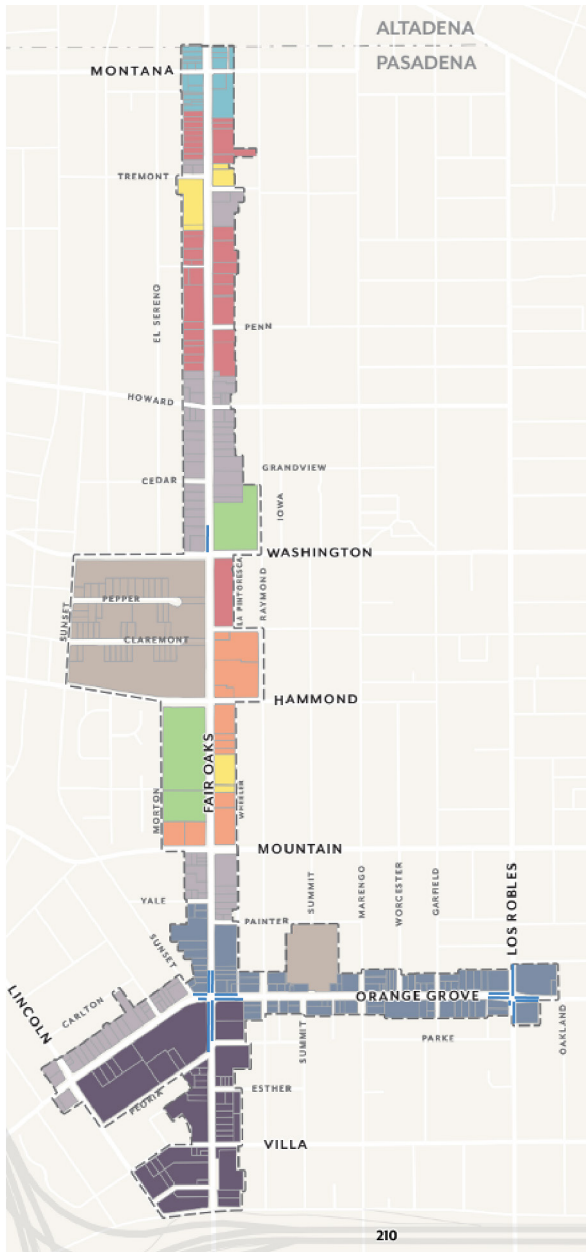 ALTADENA
PASADENA
MONTANA
TREMONT
EL SERENO
PENN
HOWARD
GRANDVIEW
CEDAR
IOWA
WASHINGTON
LA PINTORESCA
RAYMOND
PEPPER
SUNSET
CLAREMONT
HAMMOND
FAIR OAKS
WHEELER
MORTON
MOUNTAIN
SUMMIT
MARENGO
WORCESTER
GARFIELD
LOS ROBLES
YALE
PAINTER
SUNSET
LINCOLN
CARLTON
ORANGE GROVE
OAKLAND
SUMMIT
PARKE
ESTHER
PEORIA
VILLA
210